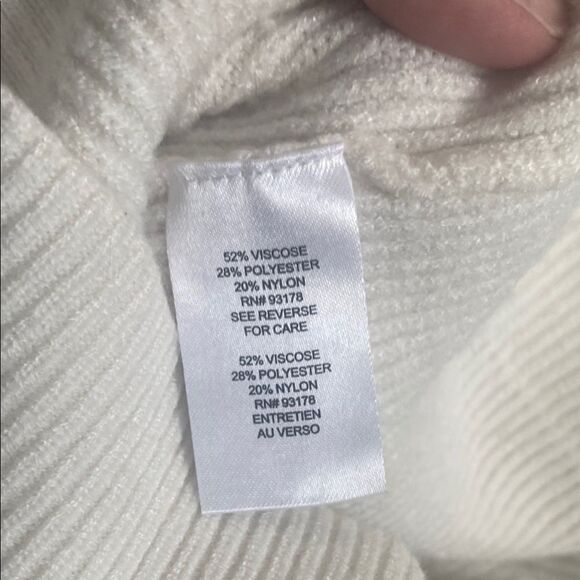 52% VISCOSE
28% POLYESTER
20% NYLON
RN# 93178
SEE REVERSE
FOR CARE
52% VISCOSE
28% POLYESTER
20% NYLON
RN# 93178
ENTRETIEN
AU VERSO